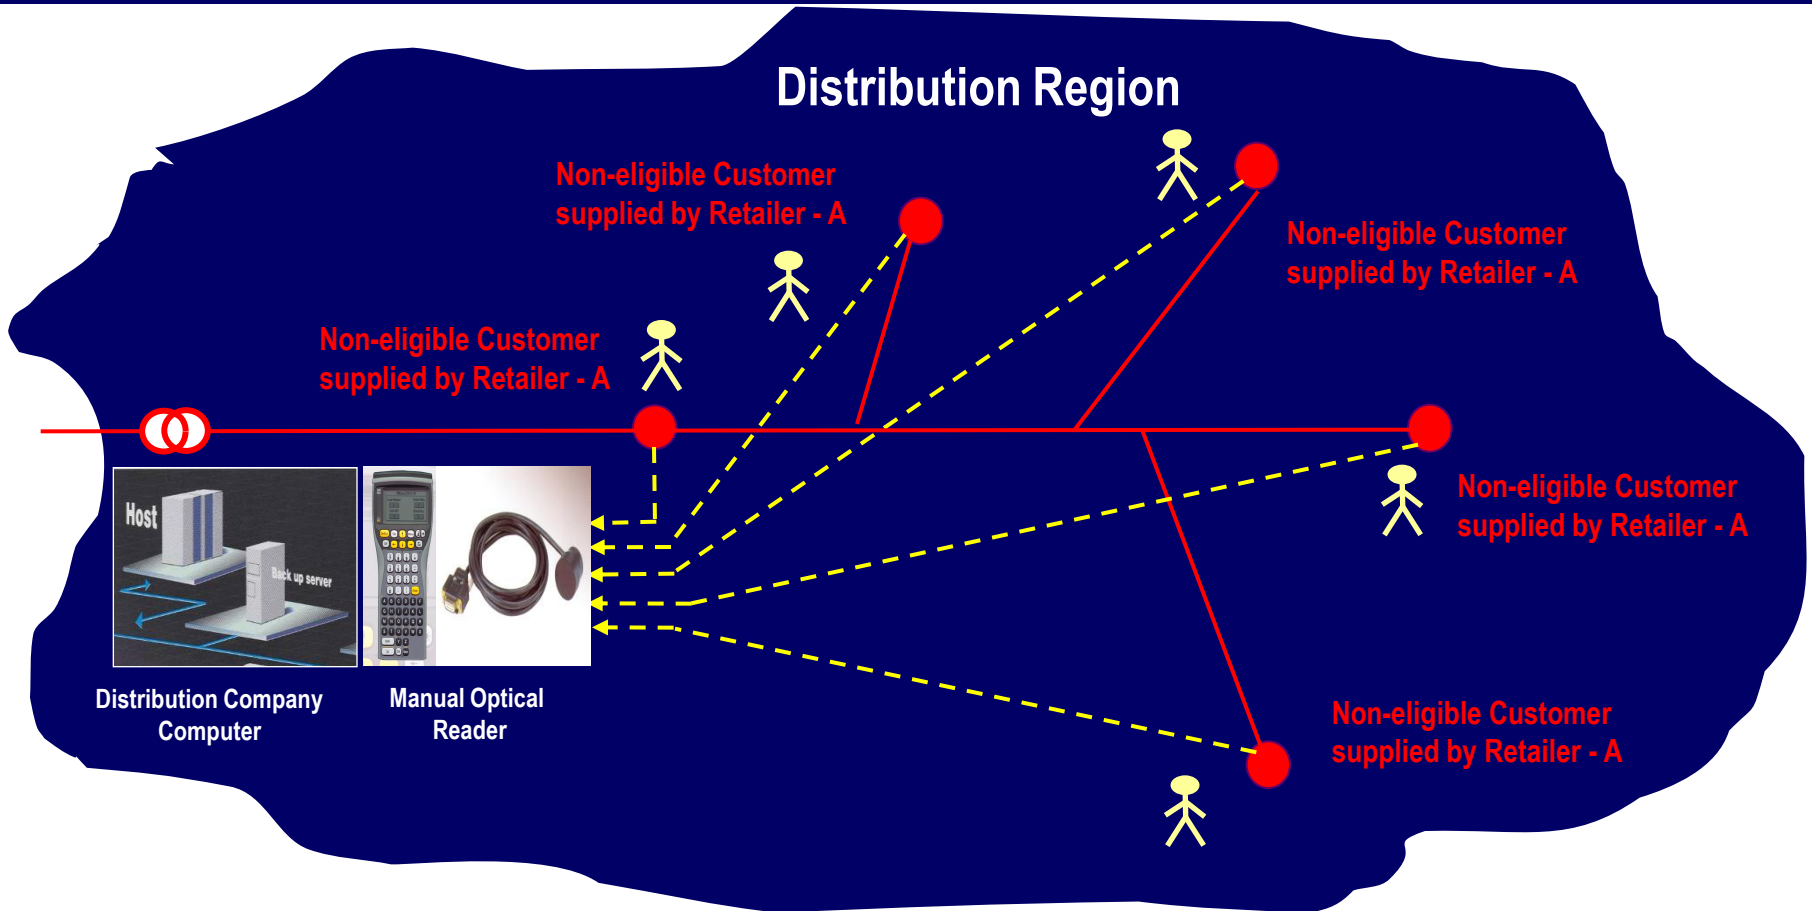 Distribution Region
Non-eligible Customer
supplied by Retailer - A
Non-eligible Customer
supplied by Retailer - A
Non-eligible Customer
supplied by Retailer - A
Host
Back up server
Non-eligible Customer
supplied by Retailer - A
Distribution Company
Computer
Manual Optical
Reader
Non-eligible Customer
supplied by Retailer - A